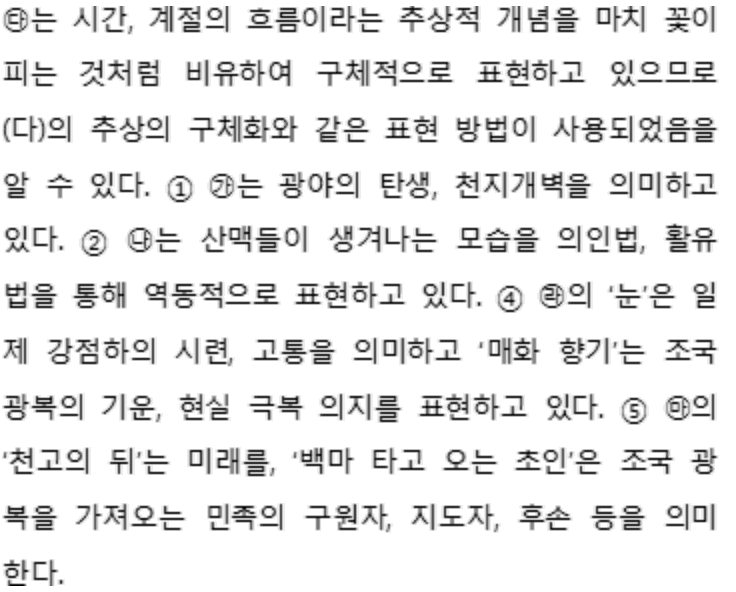 ㉰는 시간, 계절의 흐름이라는 추상적 개념을 마치 꽃이
피는 것처럼 비유하여 구체적으로 표현하고 있으므로
(다)의 추상의 구체화와 같은 표현 방법이 사용되었음을
알 수 있다. ① ㉮는 광야의 탄생, 천지개벽을 의미하고
있다. ② ㉯는 산맥들이 생겨나는 모습을 의인법, 활유
법을 통해 역동적으로 표현하고 있다. ④ ㉱의 ‘눈’은 일
제 강점하의 시련, 고통을 의미하고 ‘매화 향기’는 조국
광복의 기운, 현실 극복 의지를 표현하고 있다. ⑤ ㉲의
‘천고의 뒤’는 미래를, ‘백마 타고 오는 초인’은 조국 광
복을 가져오는 민족의 구원자, 지도자, 후손 등을 의미
한다.